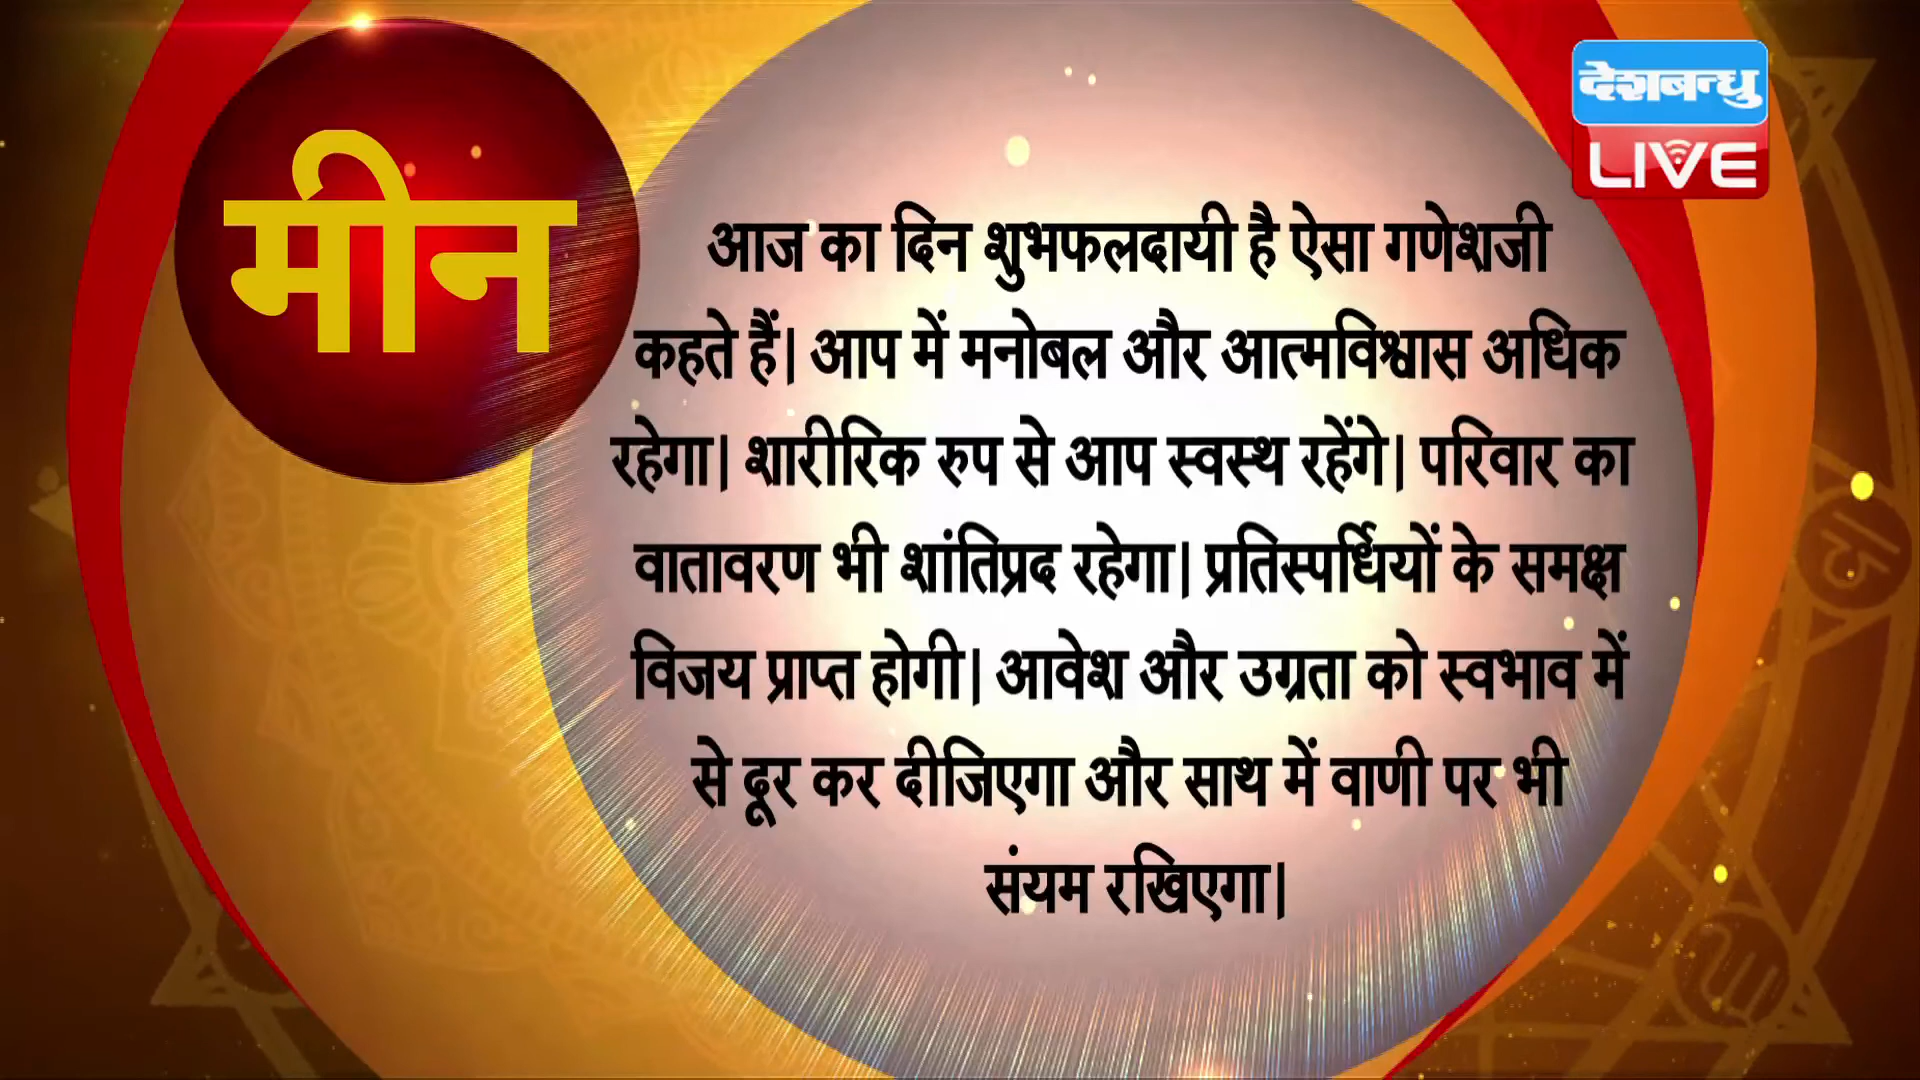 मीन
देशबन्धु
LIVE
आज का दिन शुभफलदायी है ऐसा गणेशजी
कहते हैं| आप में मनोबल और आत्मविश्वास अधिक
रहेगा| शारीरिक रुप से आप स्वस्थ रहेंगे| परिवार का
वातावरण भी शांतिप्रद रहेगा| प्रतिस्पर्धियों के समक्ष
विजय प्राप्त होगी| आवेश और उग्रता को स्वभाव में
से दूर कर दीजिएगा और साथ में वाणी पर भी
संयम रखिएगा|